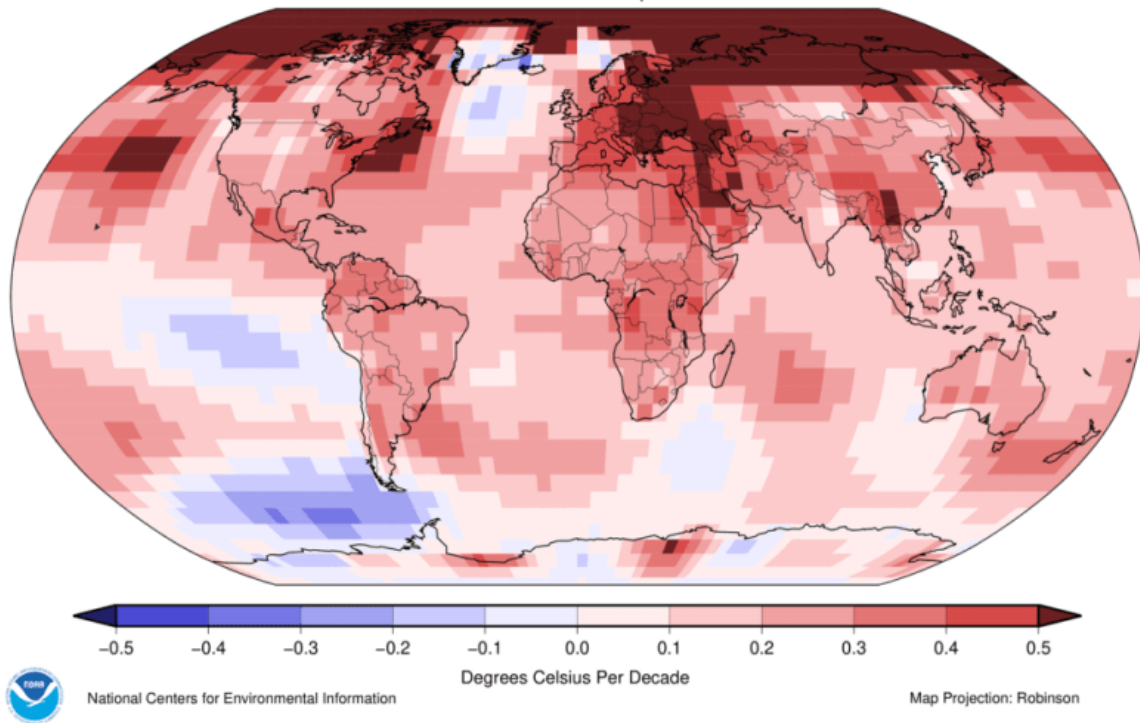 −0.5 −0.4 −0.3 −0.2 −0.1 0.0 0.1 0.2 0.3 0.4 0.5
Degrees Celsius Per Decade
NOAA
National Centers for Environmental Information
Map Projection: Robinson